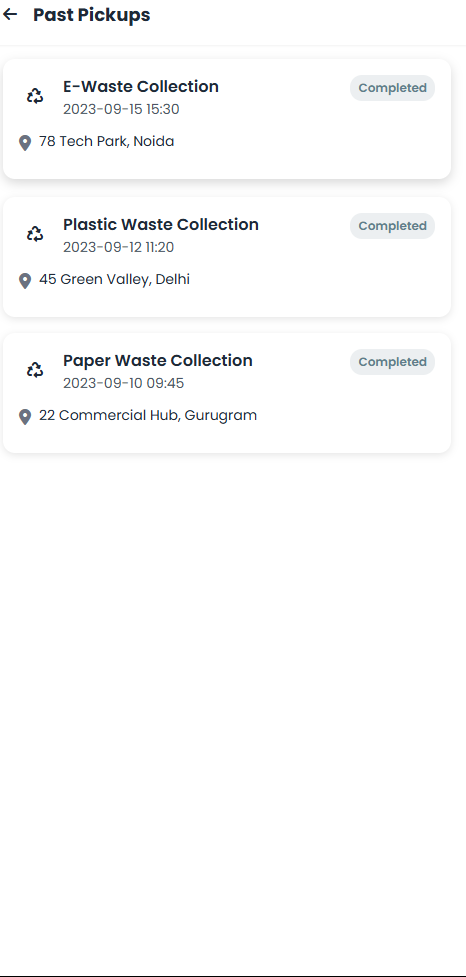 Past Pickups
E-Waste Collection
Completed
2023-09-15 15:30
78 Tech Park, Noida
Plastic Waste Collection
Completed
2023-09-12 11:20
45 Green Valley, Delhi
Paper Waste Collection
Completed
2023-09-10 09:45
22 Commercial Hub, Gurugram